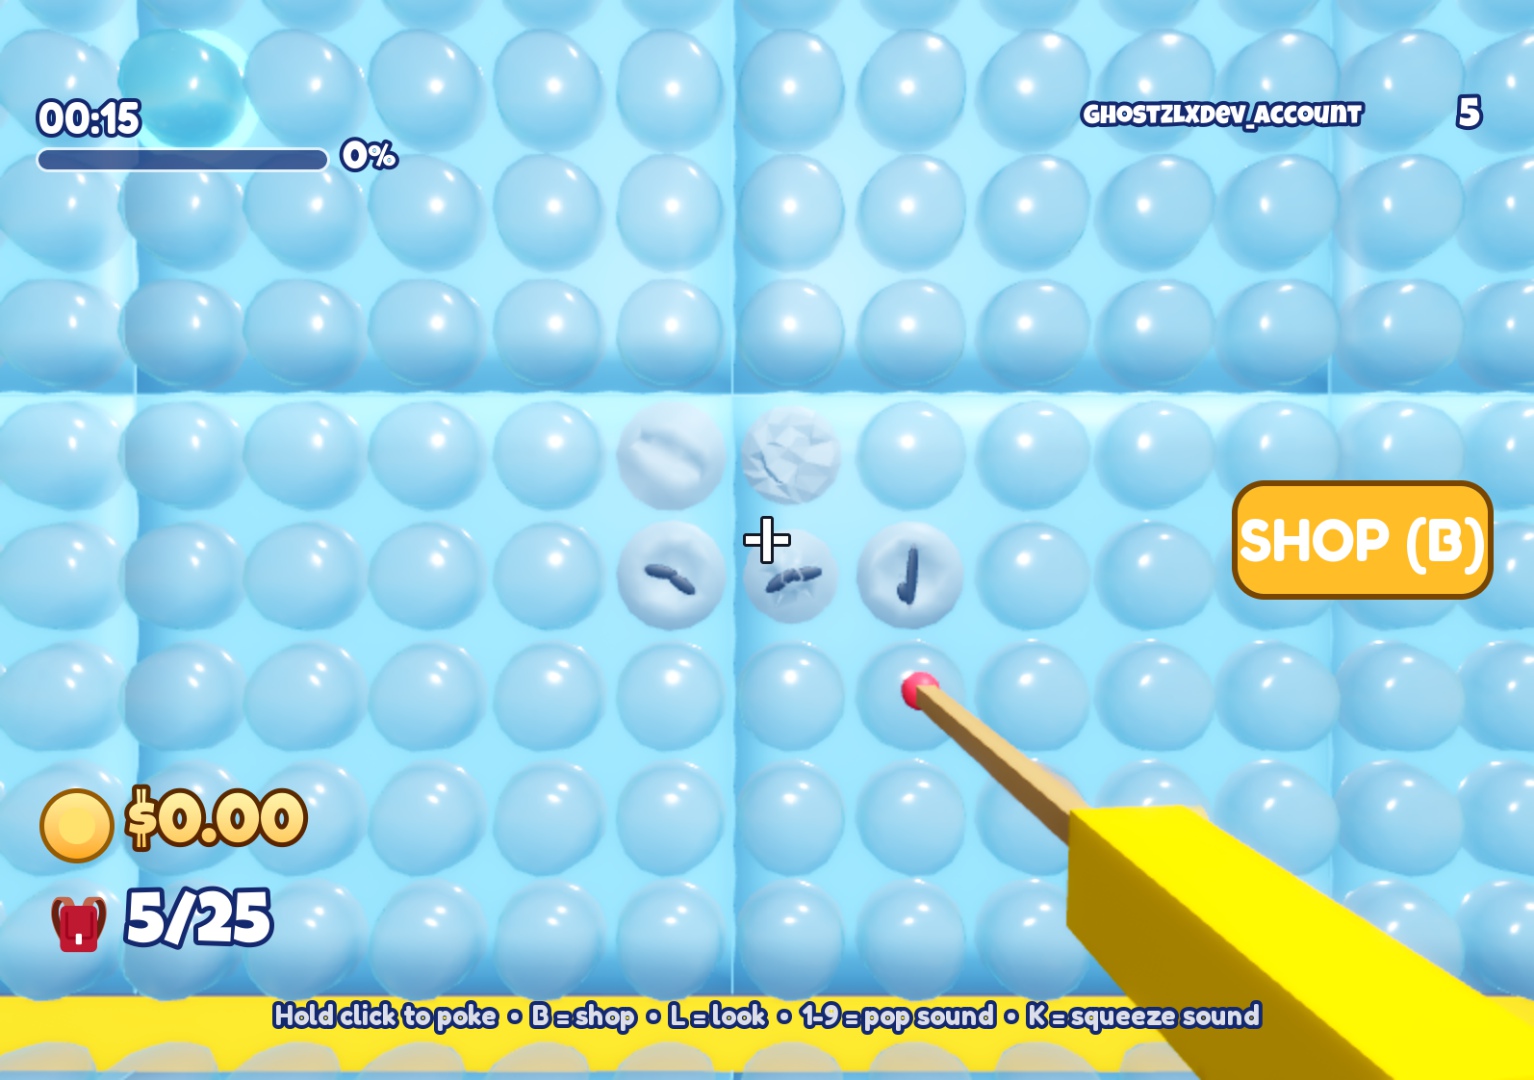 00:15
0%
GHOSTZLXDEV_ACCOUNT 5
SHOP (B)
$0.00
5/25
Hold click to poke • B = shop • L = look • 1-9 = pop sound • K = squeeze sound